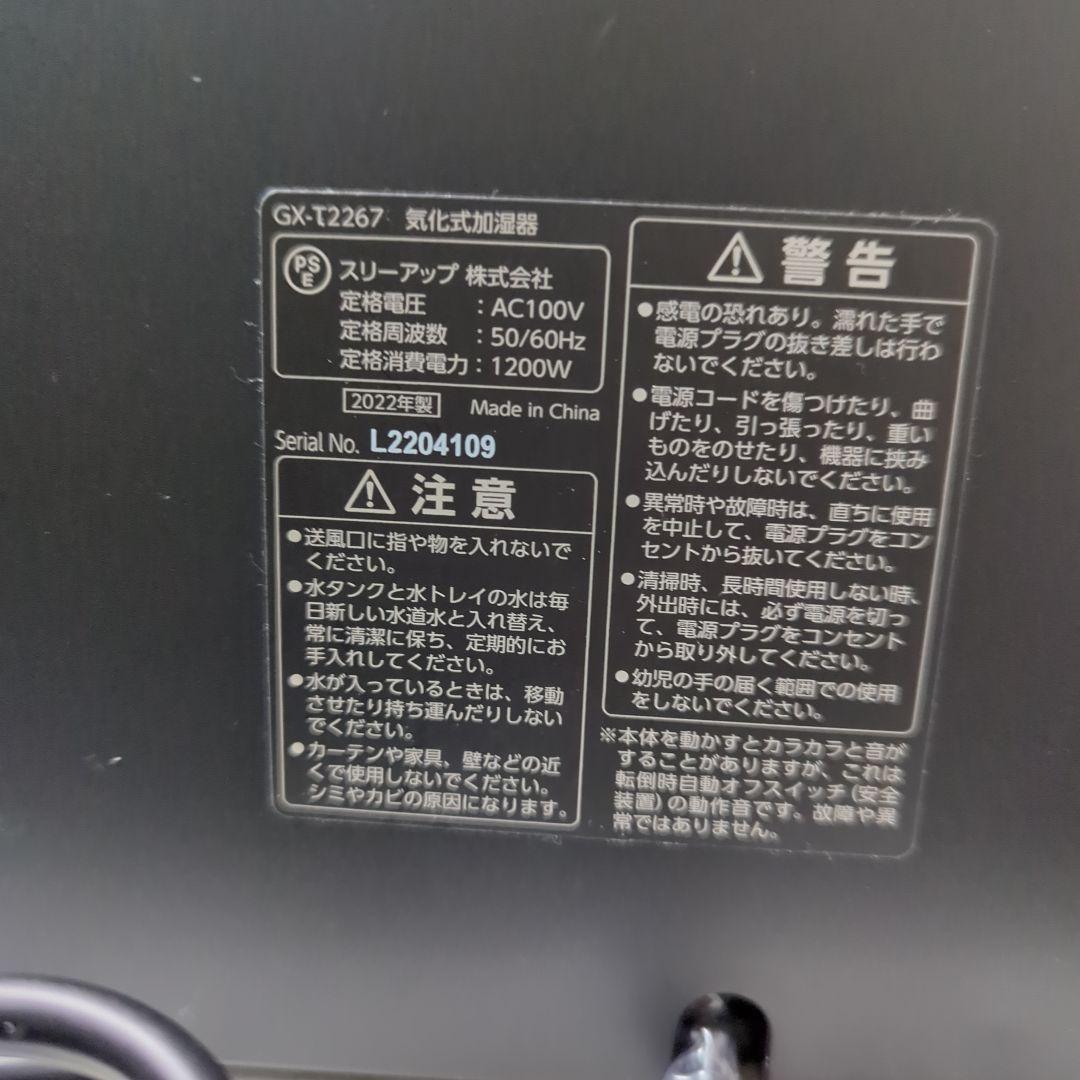 GX-T2267 気化式加湿器
PSE スリーアップ 株式会社
定格電圧 : AC100V
定格周波数 : 50/60Hz
定格消費電力 : 1200W
2022年製 Made in China
Serial No. L2204109
注意
●送風口に指や物を入れないで
ください。
●水タンクと水トレイの水は毎
日新しい水道水と入れ替え、
常に清潔に保ち、定期的にお
手入れしてください。
●水が入っているときは、移動
させたり持ち運んだりしない
でください。
●カーテンや家具、壁などの近
くで使用しないでください。
シミやカビの原因になります。
警告
●感電の恐れあり。濡れた手で
電源プラグの抜き差しは行わ
ないでください。
●電源コードを傷つけたり、曲
げたり、引っ張ったり、重い
ものをのせたり、機器に挟み
込んだりしないでください。
●異常時や故障時は、直ちに使用
を中止して、電源プラグをコン
セントから抜いてください。
●清掃時、長時間使用しない時、
外出時には、必ず電源を切っ
て、電源プラグをコンセント
から取り外してください。
●幼児の手の届く範囲での使用
をしないでください。
※本体を動かすとカラカラと音が
することがありますが、これは
転倒時自動オフスイッチ(安全
装置)の動作音です。故障や異
常ではありません。